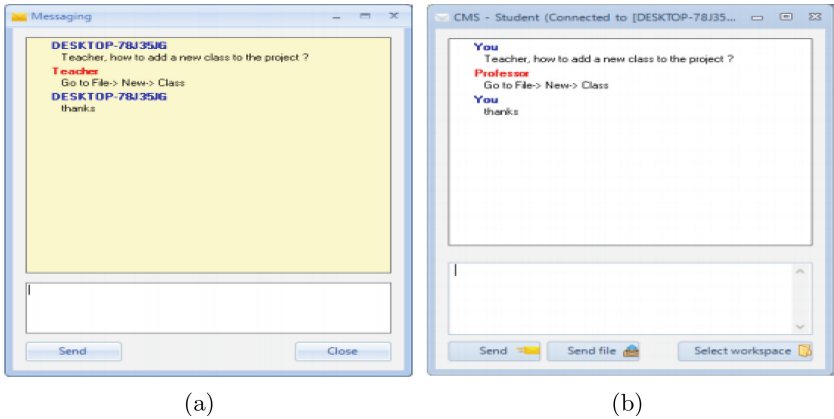 Messaging
DESKTOP-78J35J6
Teacher, how to add a new class to the project ?
Teacher
Go to File-> New-> Class
DESKTOP-78J35J6
thanks
Send
Close
(a)
CMS - Student (Connected to [DESKTOP-78J35...
You
Teacher, how to add a new class to the project ?
Professor
Go to File-> New-> Class
You
thanks
Send
Send file
Select workspace
(b)